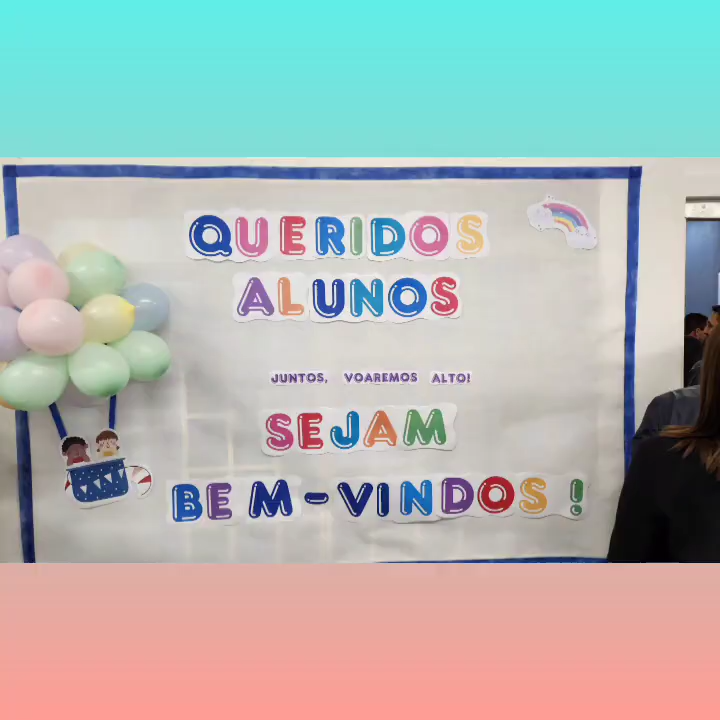 QUERIDOS
ALUNOS
JUNTOS, VOAREMOS ALTO!
SEJAM
BEM-VINDOS!